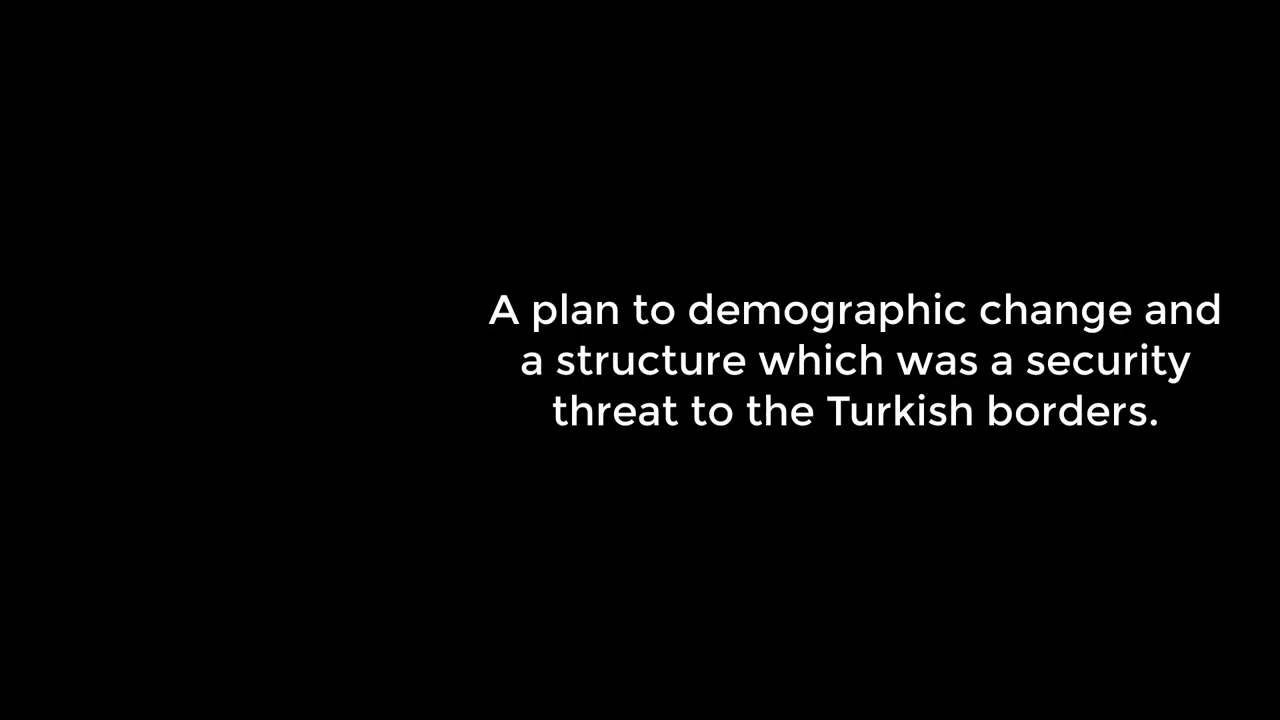 A plan to demographic change and
a structure which was a security
threat to the Turkish borders.